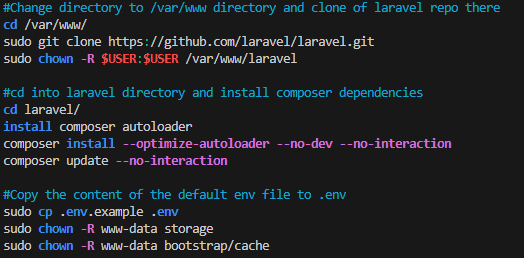 #Change directory to /var/www directory and clone of laravel repo there
cd /var/www/
sudo git clone https://github.com/laravel/laravel.git
sudo chown -R $USER:$USER /var/www/laravel
#cd into laravel directory and install composer dependencies
cd laravel/
install composer autoloader
composer install --optimize-autoloader --no-dev --no-interaction
composer update --no-interaction
#Copy the content of the default env file to .env
sudo cp .env.example .env
sudo chown -R www-data storage
sudo chown -R www-data bootstrap/cache